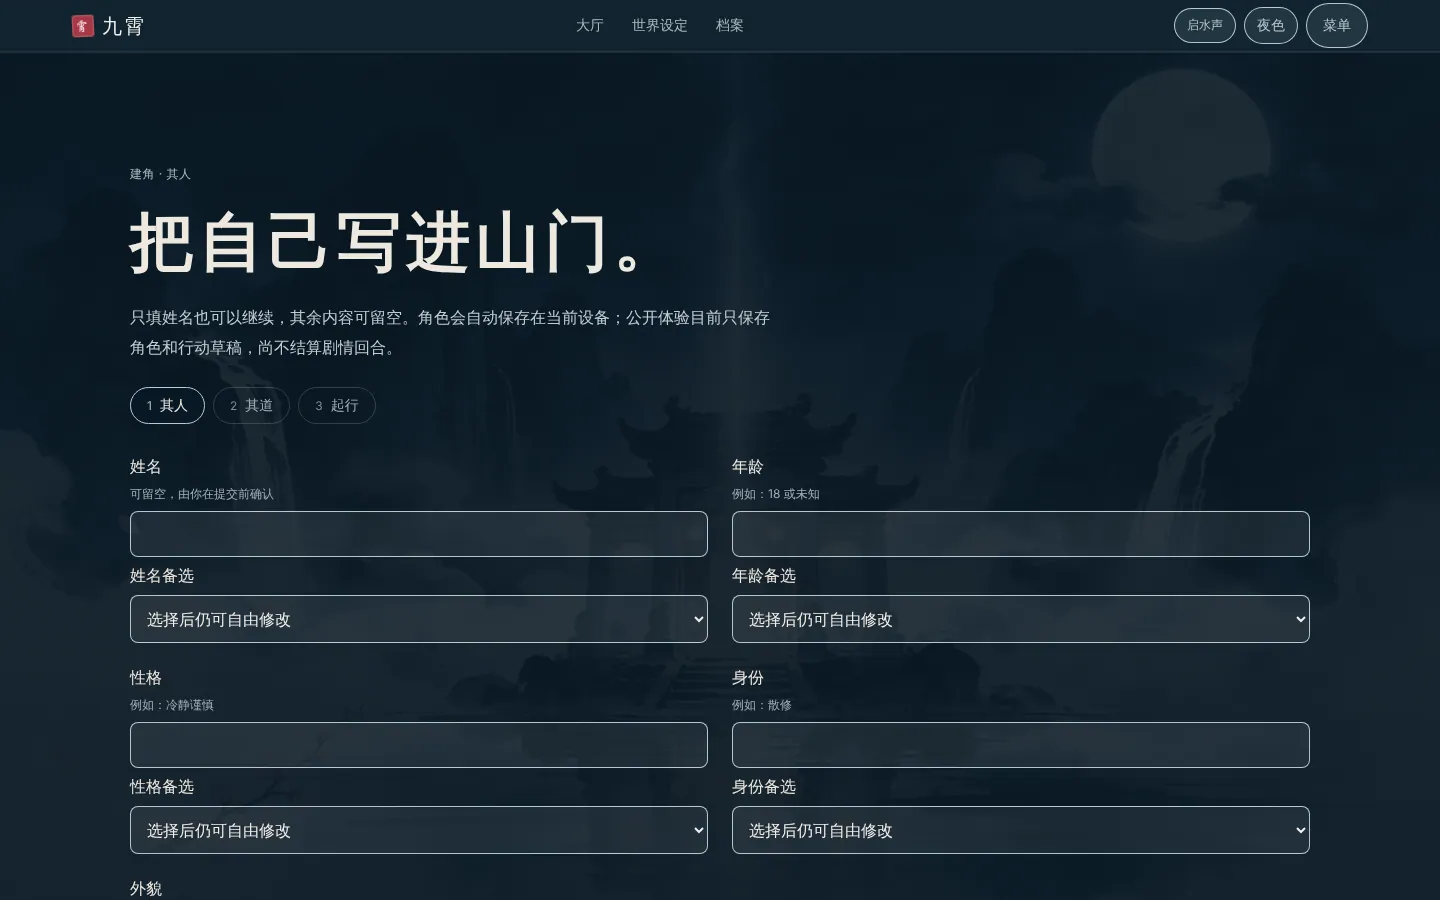 霄 九霄
大厅 世界设定 档案
启水声 夜色 菜单
建角 · 其人
把自己写进山门。
只填姓名也可以继续，其余内容可留空。角色会自动保存在当前设备；公开体验目前只保存
角色和行动草稿，尚不结算剧情回合。
1 其人 2 其道 3 起行
姓名
可留空，由你在提交前确认
姓名备选
选择后仍可自由修改
年龄
例如：18 或未知
年龄备选
选择后仍可自由修改
性格
例如：冷静谨慎
性格备选
选择后仍可自由修改
身份
例如：散修
身份备选
选择后仍可自由修改
外貌